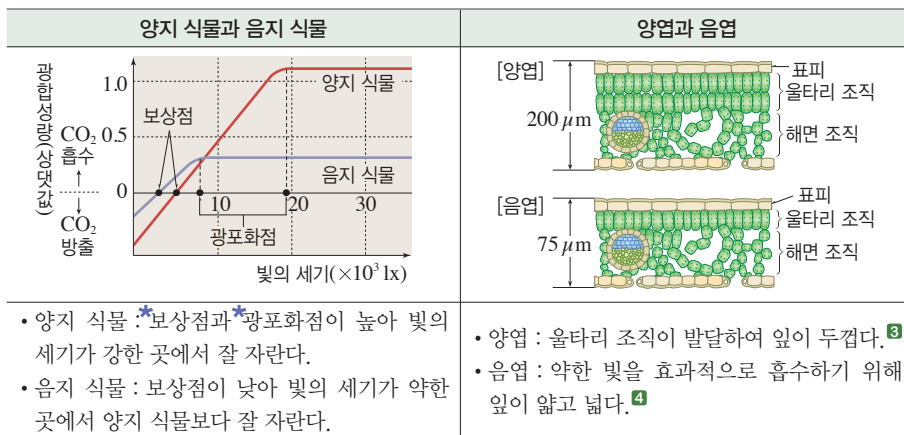 양지 식물과 음지 식물
광합성량(상댓값)
CO₂ 흡수
CO₂ 방출
1.0
0.5
0
보상점
양지 식물
음지 식물
10
20
30
광포화점
빛의 세기(×10³ lx)
• 양지 식물 : *보상점과 *광포화점이 높아 빛의
세기가 강한 곳에서 잘 자란다.
• 음지 식물 : 보상점이 낮아 빛의 세기가 약한
곳에서 양지 식물보다 잘 자란다.
양엽과 음엽
[양엽]
200 μm
표피
울타리 조직
해면 조직
[음엽]
75 μm
표피
울타리 조직
해면 조직
• 양엽 : 울타리 조직이 발달하여 잎이 두껍다. 3
• 음엽 : 약한 빛을 효과적으로 흡수하기 위해
잎이 얇고 넓다. 4